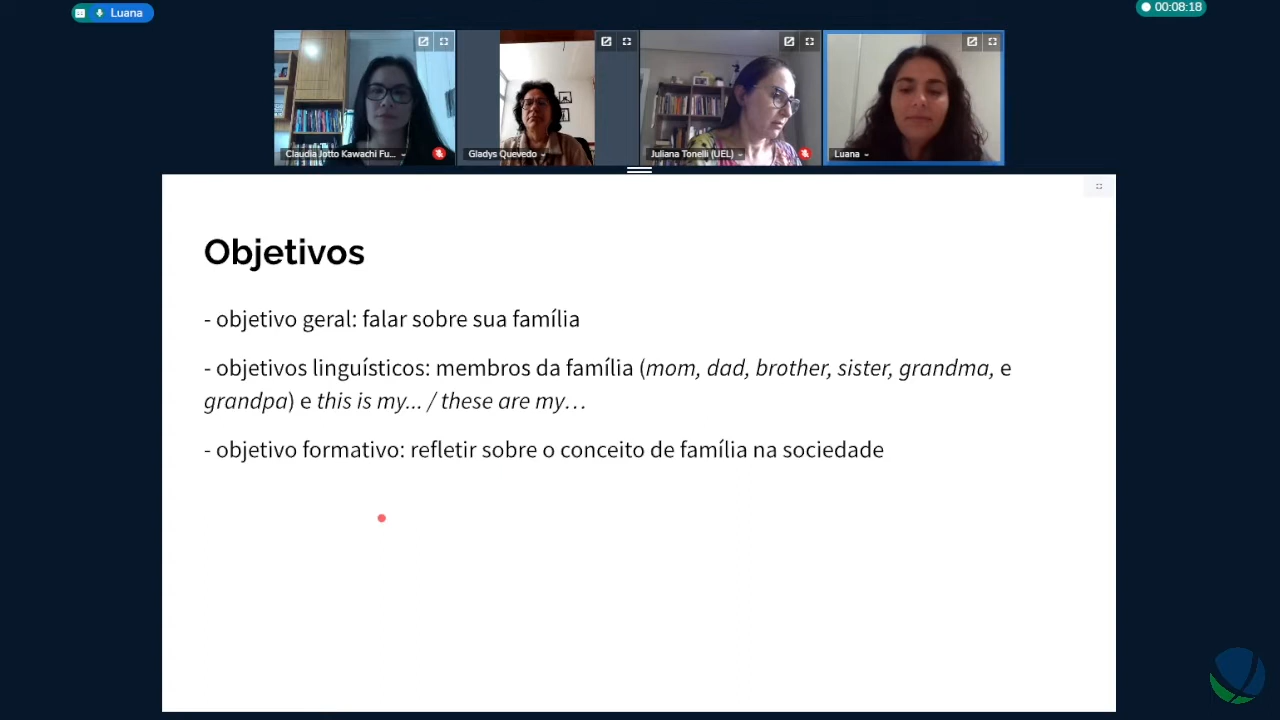 Luana
00:08:18
Claudia Jotto Kawachi Fu...
Gladys Quevedo
Juliana Tonelli (UEL)
Luana
Objetivos
- objetivo geral: falar sobre sua família
- objetivos linguísticos: membros da família (mom, dad, brother, sister, grandma, e
grandpa) e this is my... / these are my...
- objetivo formativo: refletir sobre o conceito de família na sociedade